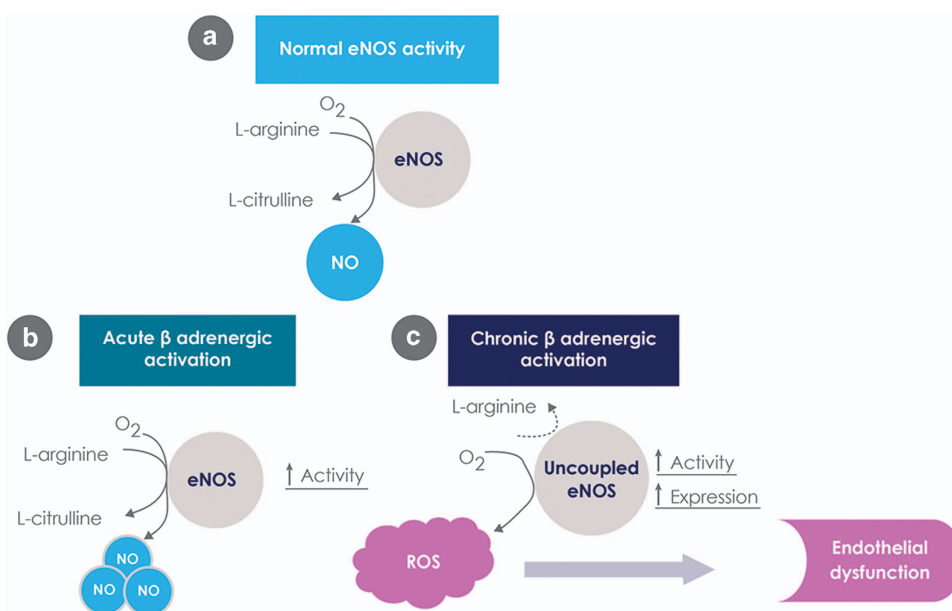 a
Normal eNOS activity
O2
L-arginine
eNOS
L-citrulline
NO
b
Acute β adrenergic
activation
O2
L-arginine
eNOS
↑ Activity
L-citrulline
NO
NO
NO
c
Chronic β adrenergic
activation
L-arginine
O2
Uncoupled
eNOS
↑ Activity
↑ Expression
ROS
Endothelial
dysfunction